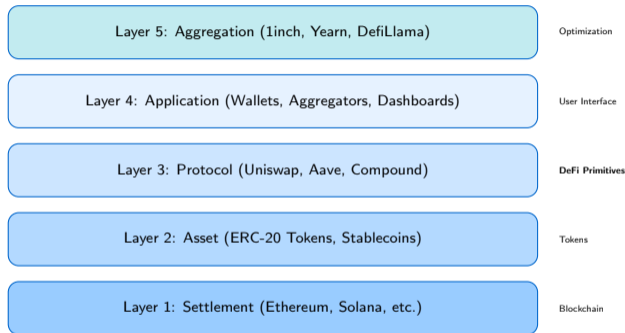 Layer 5: Aggregation (1inch, Yearn, DefiLlama) Optimization
Layer 4: Application (Wallets, Aggregators, Dashboards) User Interface
Layer 3: Protocol (Uniswap, Aave, Compound) DeFi Primitives
Layer 2: Asset (ERC-20 Tokens, Stablecoins) Tokens
Layer 1: Settlement (Ethereum, Solana, etc.) Blockchain